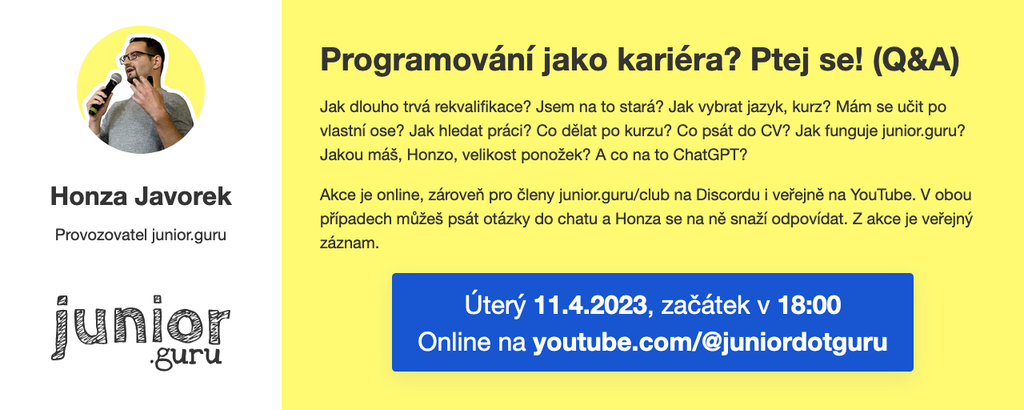 Honza Javorek
Provozovatel junior.guru
junior
.guru
Programování jako kariéra? Ptej se! (Q&A)
Jak dlouho trvá rekvalifikace? Jsem na to stará? Jak vybrat jazyk, kurz? Mám se učit po
vlastní ose? Jak hledat práci? Co dělat po kurzu? Co psát do CV? Jak funguje junior.guru?
Jakou máš, Honzo, velikost ponožek? A co na to ChatGPT?
Akce je online, zároveň pro členy junior.guru/club na Discordu i veřejně na YouTube. V obou
případech můžeš psát otázky do chatu a Honza se na ně snaží odpovídat. Z akce je veřejný
záznam.
Úterý 11.4.2023, začátek v 18:00
Online na youtube.com/@juniordotguru